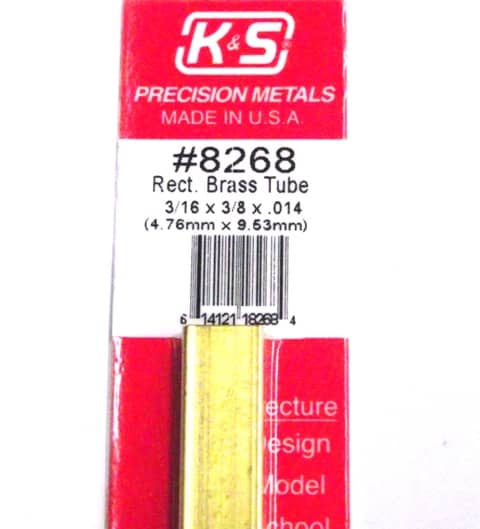 K&S®
PRECISION METALS
MADE IN U.S.A.
#8268
Rect. Brass Tube
3/16 x 3/8 x .014
(4.76mm x 9.53mm)
6 14121 18268 4
ecture
esign
Model
chool